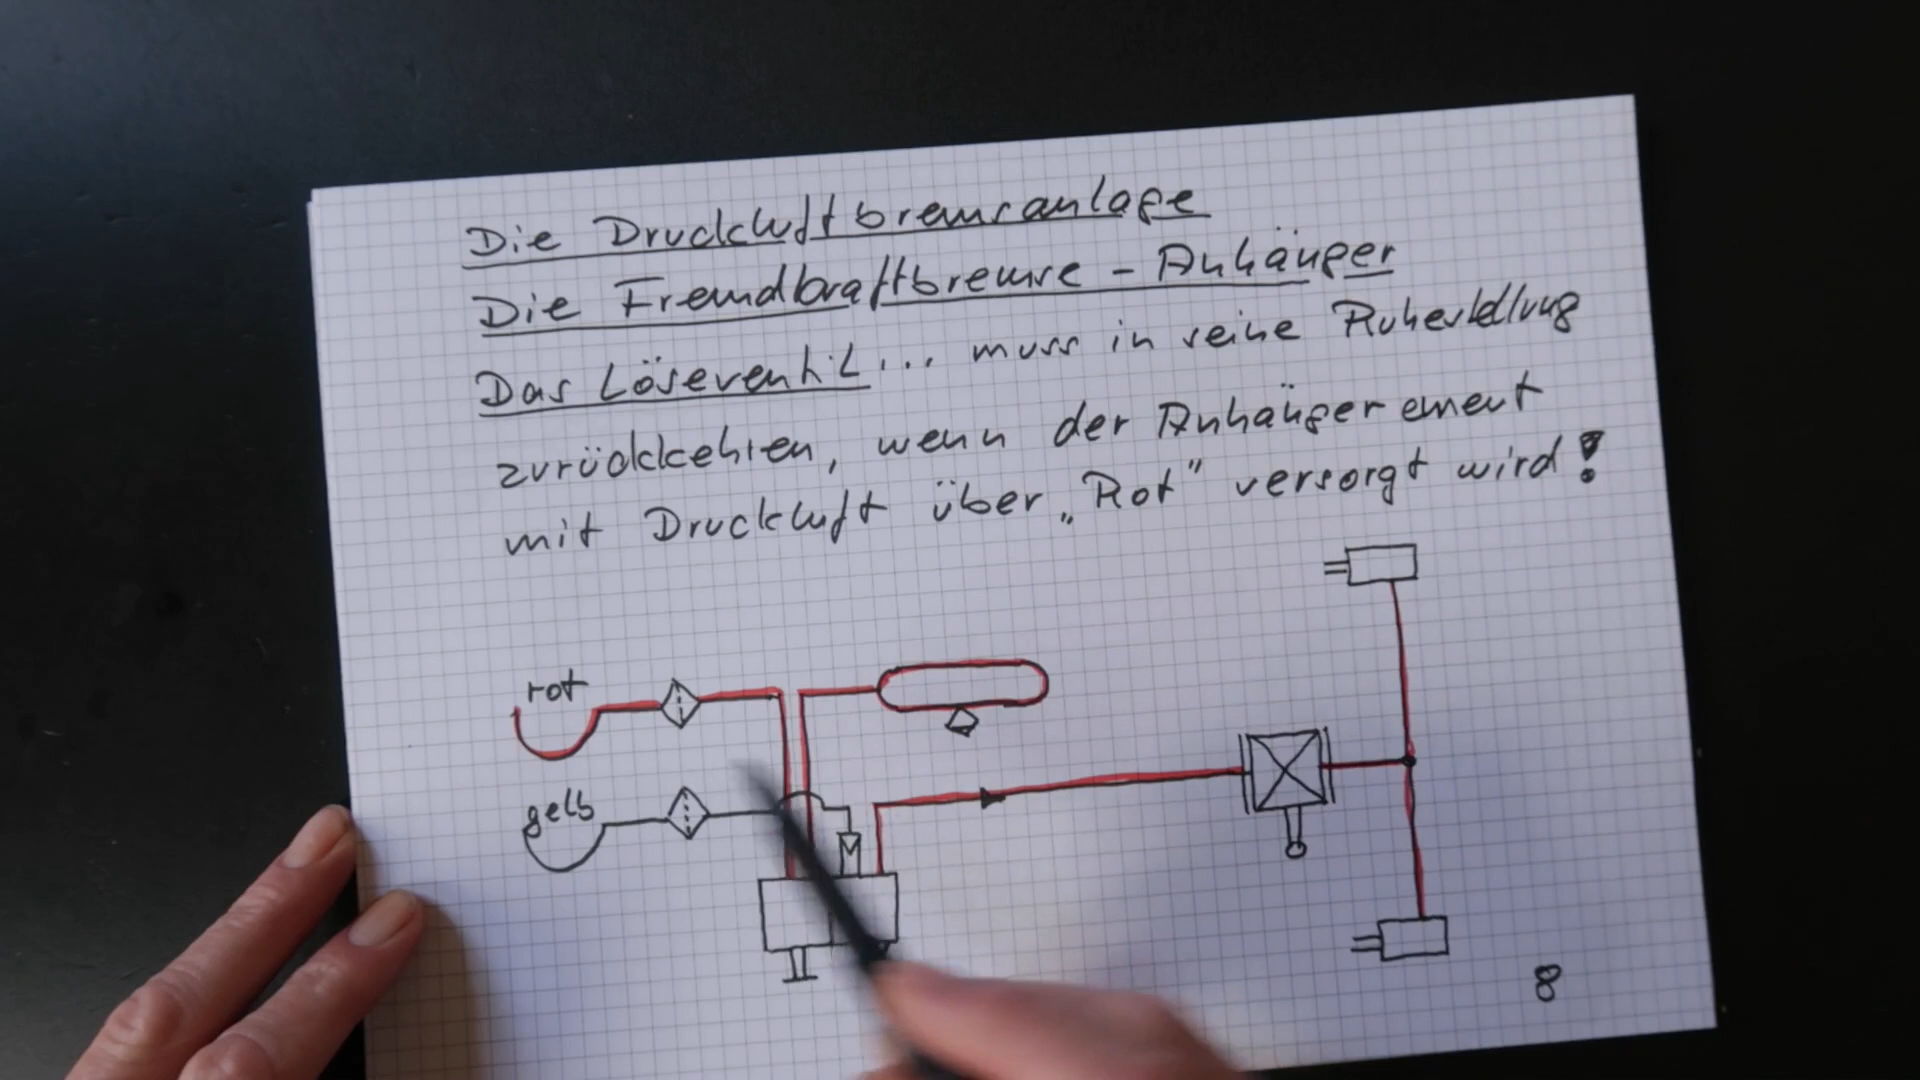 Die Druckluftbremsanlage
Die Fremdkraftbremse - Anhänger
Das Löseventil... muss in seine Ruhestellung
zurückkehren, wenn der Anhänger erneut
mit Druckluft über „Rot" versorgt wird!
rot
gelb
8